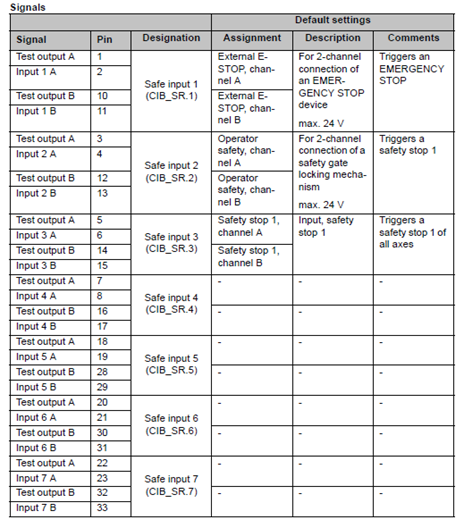 Signals
Default settings
Signal Pin Designation Assignment Description Comments
Test output A 1 Safe input 1 (CIB_SR.1) External E-STOP, channel A For 2-channel connection of an EMERGENCY STOP device max. 24 V Triggers an EMERGENCY STOP
Input 1 A 2
Test output B 10 External E-STOP, channel B
Input 1 B 11
Test output A 3 Safe input 2 (CIB_SR.2) Operator safety, channel A For 2-channel connection of a safety gate locking mechanism max. 24 V Triggers a safety stop 1
Input 2 A 4
Test output B 12 Operator safety, channel B
Input 2 B 13
Test output A 5 Safe input 3 (CIB_SR.3) Safety stop 1, channel A Input, safety stop 1 Triggers a safety stop 1 of all axes
Input 3 A 6
Test output B 14 Safety stop 1, channel B
Input 3 B 15
Test output A 7 Safe input 4 (CIB_SR.4) - - -
Input 4 A 8
Test output B 16 - - -
Input 4 B 17
Test output A 18 Safe input 5 (CIB_SR.5) - - -
Input 5 A 19
Test output B 28 - - -
Input 5 B 29
Test output A 20 Safe input 6 (CIB_SR.6) - - -
Input 6 A 21
Test output B 30 - - -
Input 6 B 31
Test output A 22 Safe input 7 (CIB_SR.7) - - -
Input 7 A 23
Test output B 32 - - -
Input 7 B 33